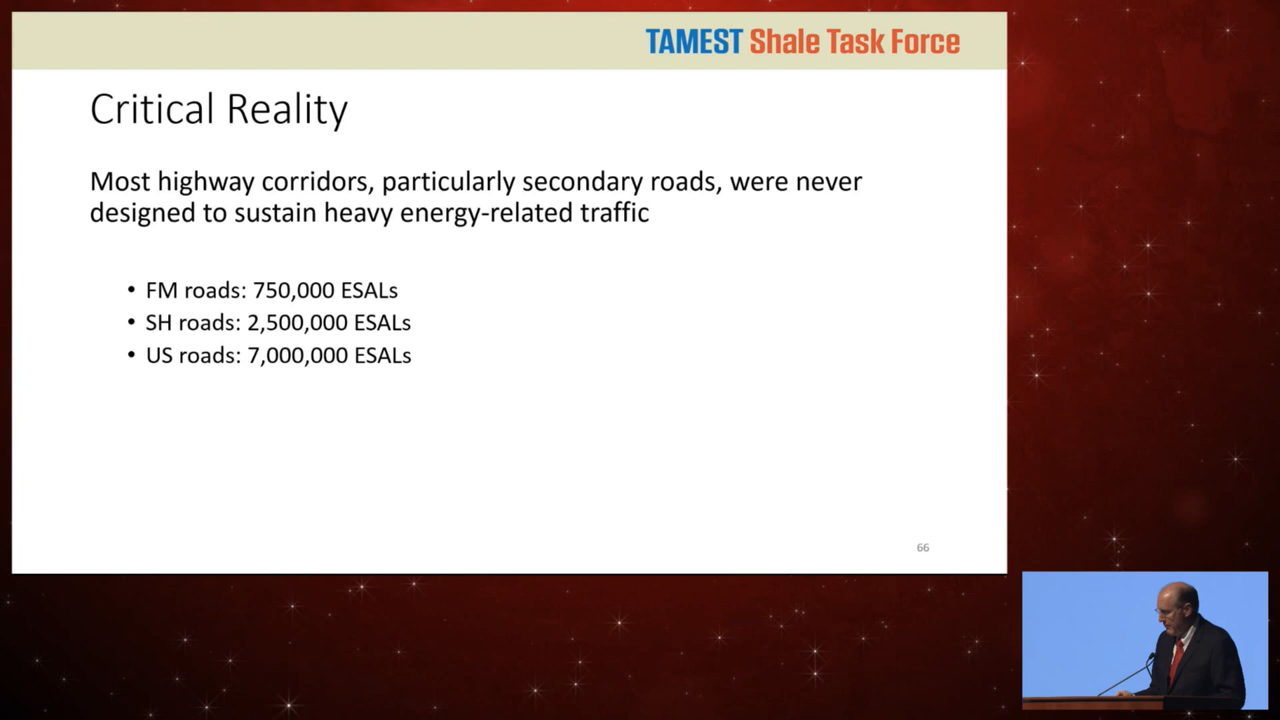 TAMEST Shale Task Force
Critical Reality
Most highway corridors, particularly secondary roads, were never
designed to sustain heavy energy-related traffic
• FM roads: 750,000 ESALs
• SH roads: 2,500,000 ESALs
• US roads: 7,000,000 ESALs
66